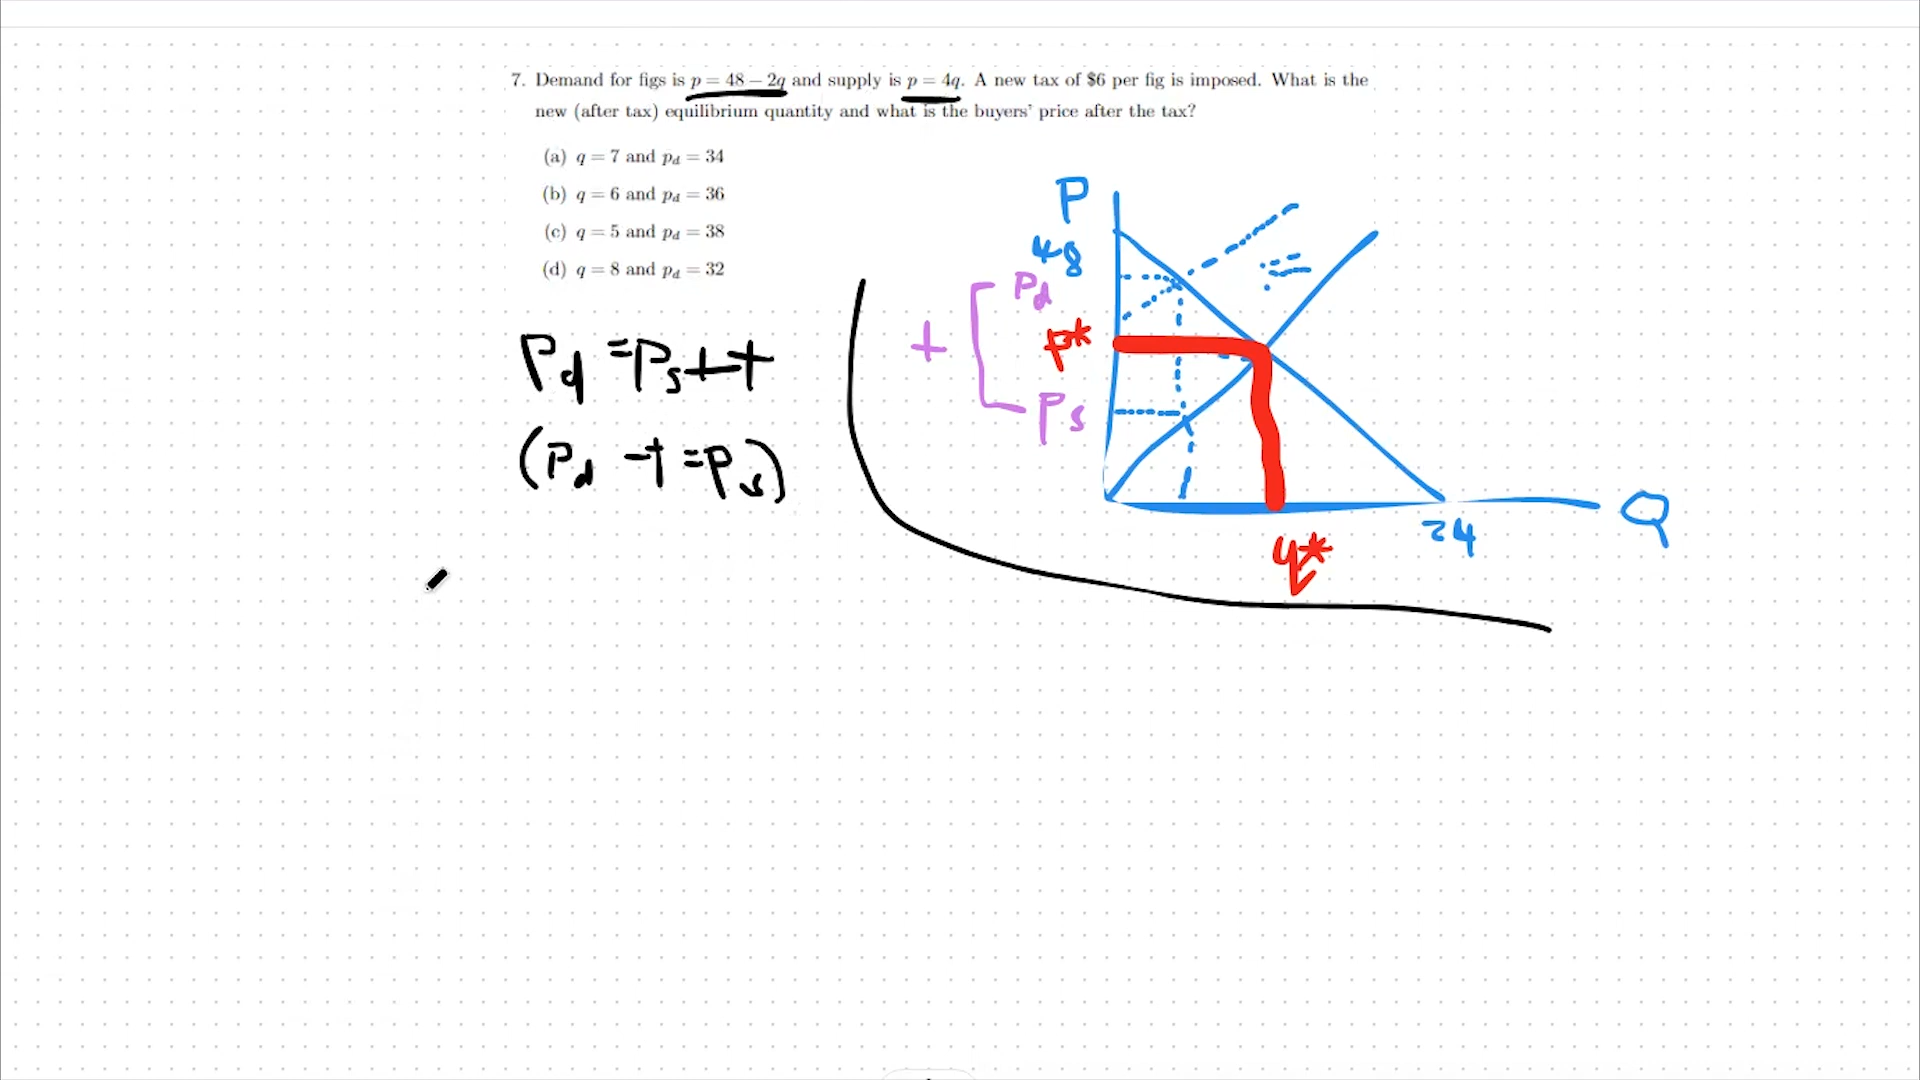 7. Demand for figs is p = 48 − 2q and supply is p = 4q. A new tax of $6 per fig is imposed. What is the
new (after tax) equilibrium quantity and what is the buyers' price after the tax?
(a) q = 7 and pd = 34
(b) q = 6 and pd = 36
(c) q = 5 and pd = 38
(d) q = 8 and pd = 32
Pd = Ps + t
(Pd − t = Ps)
P
48
Pd
t
P*
Ps
Q
24
q*